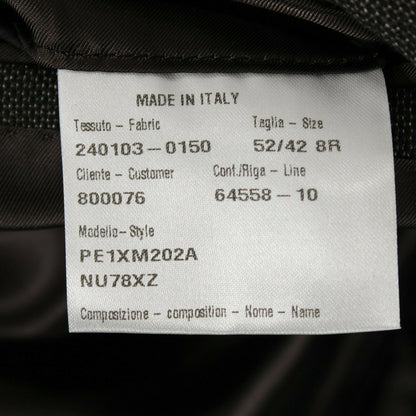 MADE IN ITALY
Tessuto - Fabric Taglia - Size
240103-0150 52/42 8R
Cliente - Customer Conf./Riga - Line
800076 64558-10
Modello-Style
PE1XM202A
NU78XZ
Composizione - composition - Nome - Name